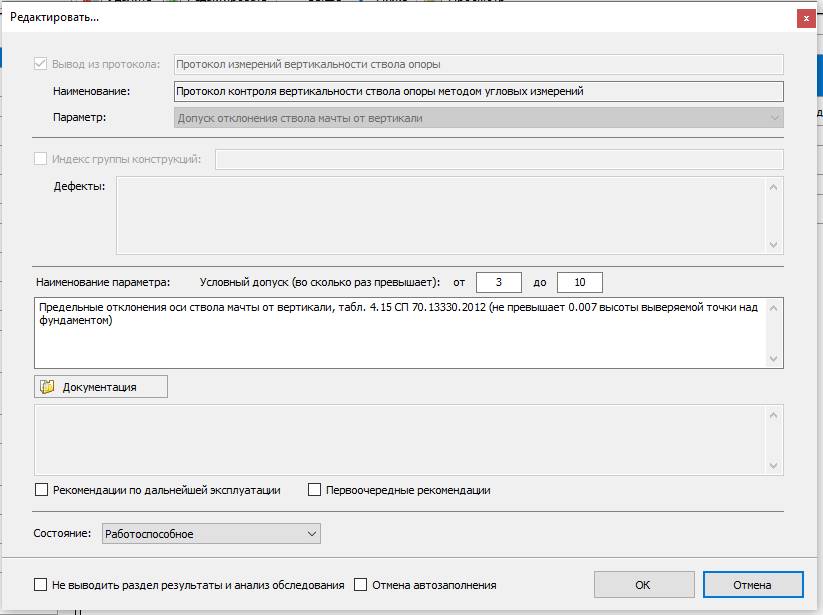 Редактировать...
x
Вывод из протокола: Протокол измерений вертикальности ствола опоры
Наименование: Протокол контроля вертикальности ствола опоры методом угловых измерений
Параметр: Допуск отклонения ствола мачты от вертикали
Индекс группы конструкций:
Дефекты:
Наименование параметра: Условный допуск (во сколько раз превышает): от 3 до 10
Предельные отклонения оси ствола мачты от вертикали, табл. 4.15 СП 70.13330.2012 (не превышает 0.007 высоты выверяемой точки над
фундаментом)
Документация
Рекомендации по дальнейшей эксплуатации Первоочередные рекомендации
Состояние: Работоспособное
Не выводить раздел результаты и анализ обследования Отмена автозаполнения
ОК Отмена